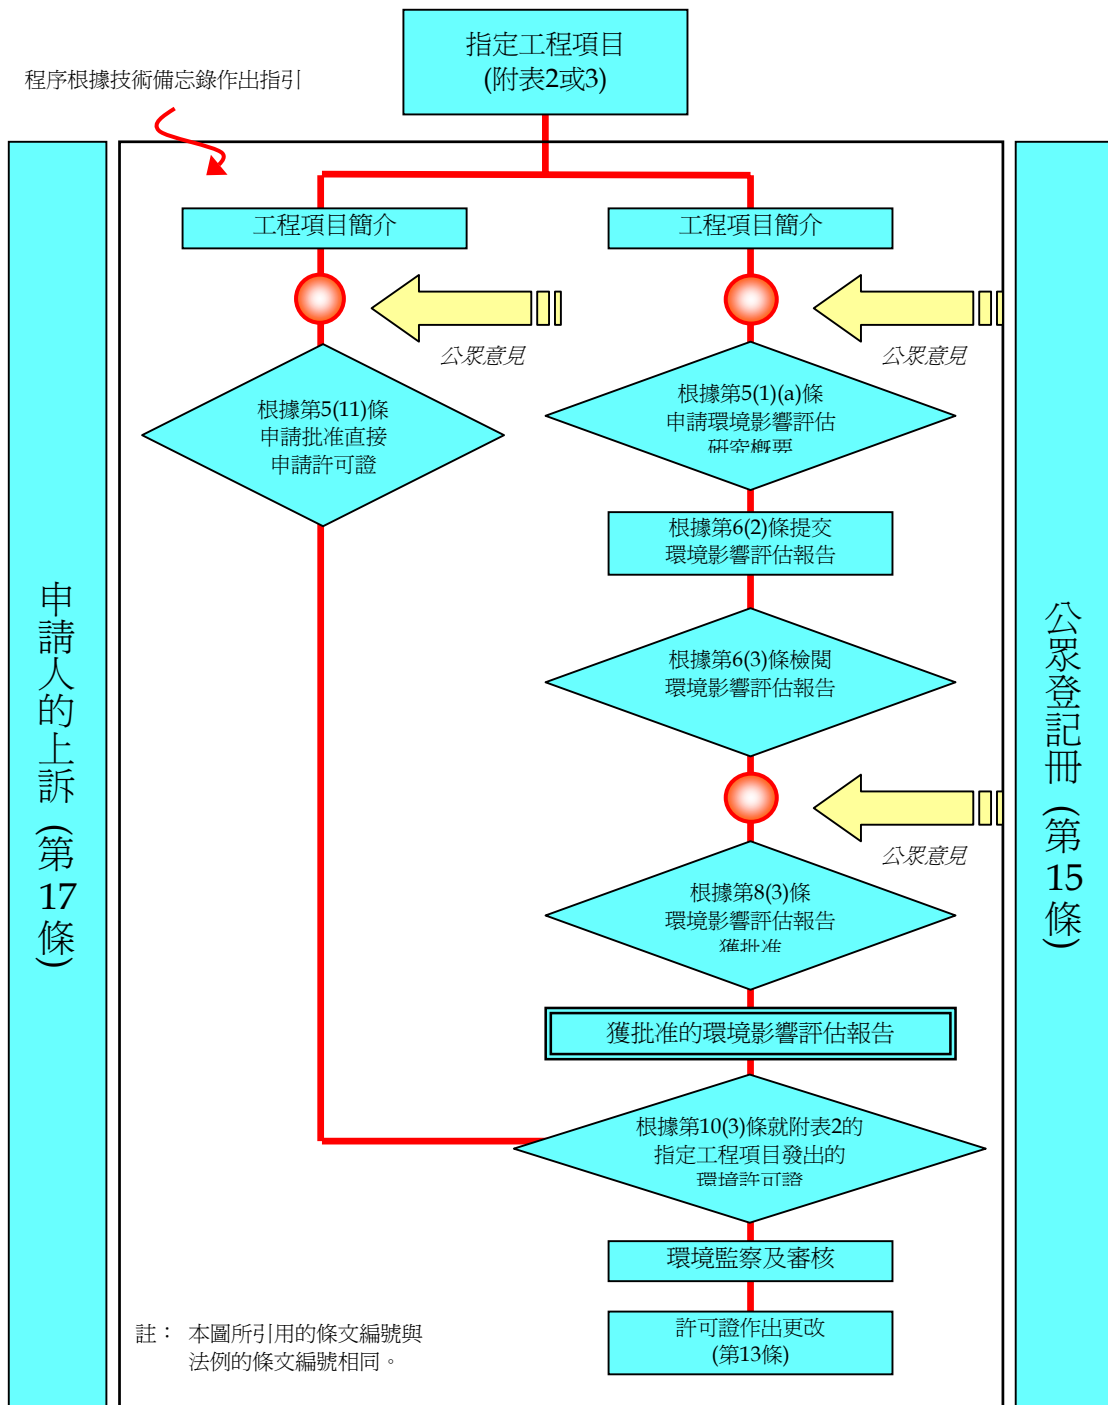 指定工程項目
(附表2或3)
程序根據技術備忘錄作出指引
申請人的上訴 (第17條)
公眾登記冊 (第15條)
工程項目簡介
工程項目簡介
公眾意見
公眾意見
根據第5(11)條
申請批准直接
申請許可證
根據第5(1)(a)條
申請環境影響評估
研究概要
根據第6(2)條提交
環境影響評估報告
根據第6(3)條檢閱
環境影響評估報告
公眾意見
根據第8(3)條
環境影響評估報告
獲批准
獲批准的環境影響評估報告
根據第10(3)條就附表2的
指定工程項目發出的
環境許可證
環境監察及審核
許可證作出更改
(第13條)
註： 本圖所引用的條文編號與
法例的條文編號相同。